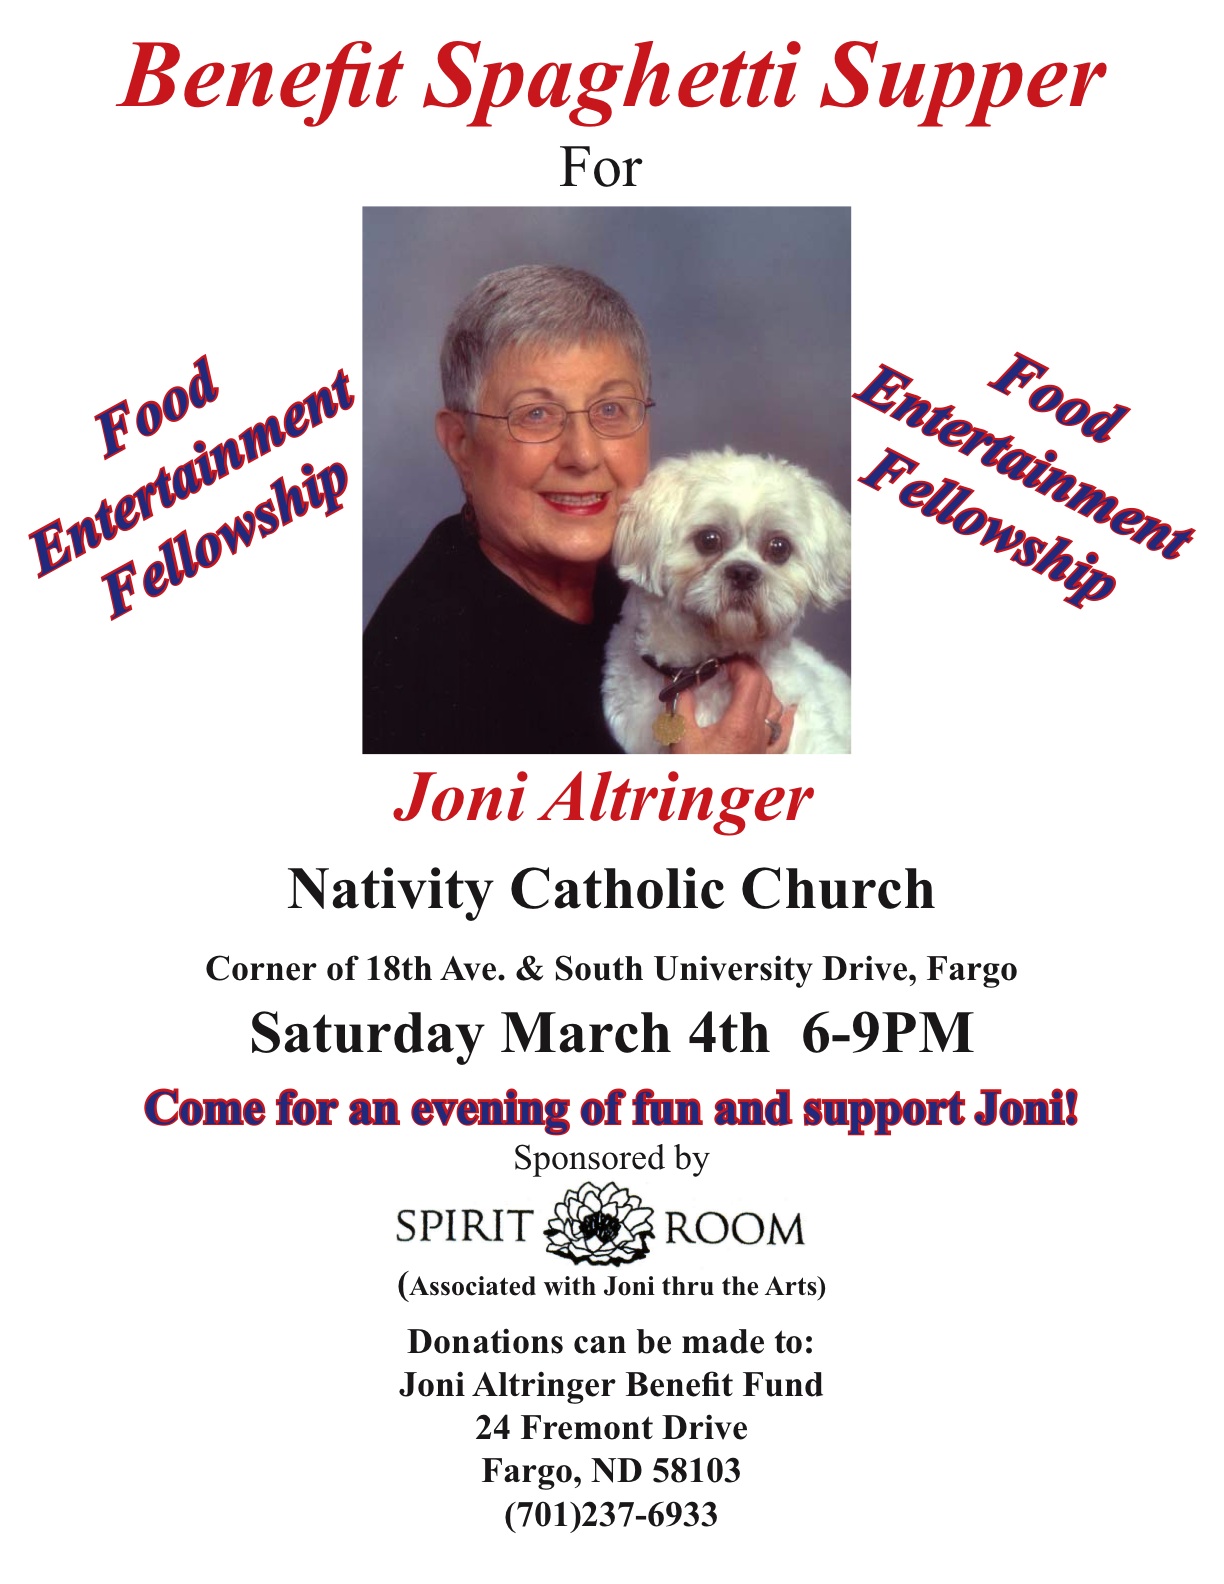 Benefit Spaghetti Supper
For
Food
Entertainment
Fellowship
Food
Entertainment
Fellowship
Joni Altringer
Nativity Catholic Church
Corner of 18th Ave. & South University Drive, Fargo
Saturday March 4th  6-9PM
Come for an evening of fun and support Joni!
Sponsored by
SPIRIT ROOM
(Associated with Joni thru the Arts)
Donations can be made to:
Joni Altringer Benefit Fund
24 Fremont Drive
Fargo, ND 58103
(701)237-6933